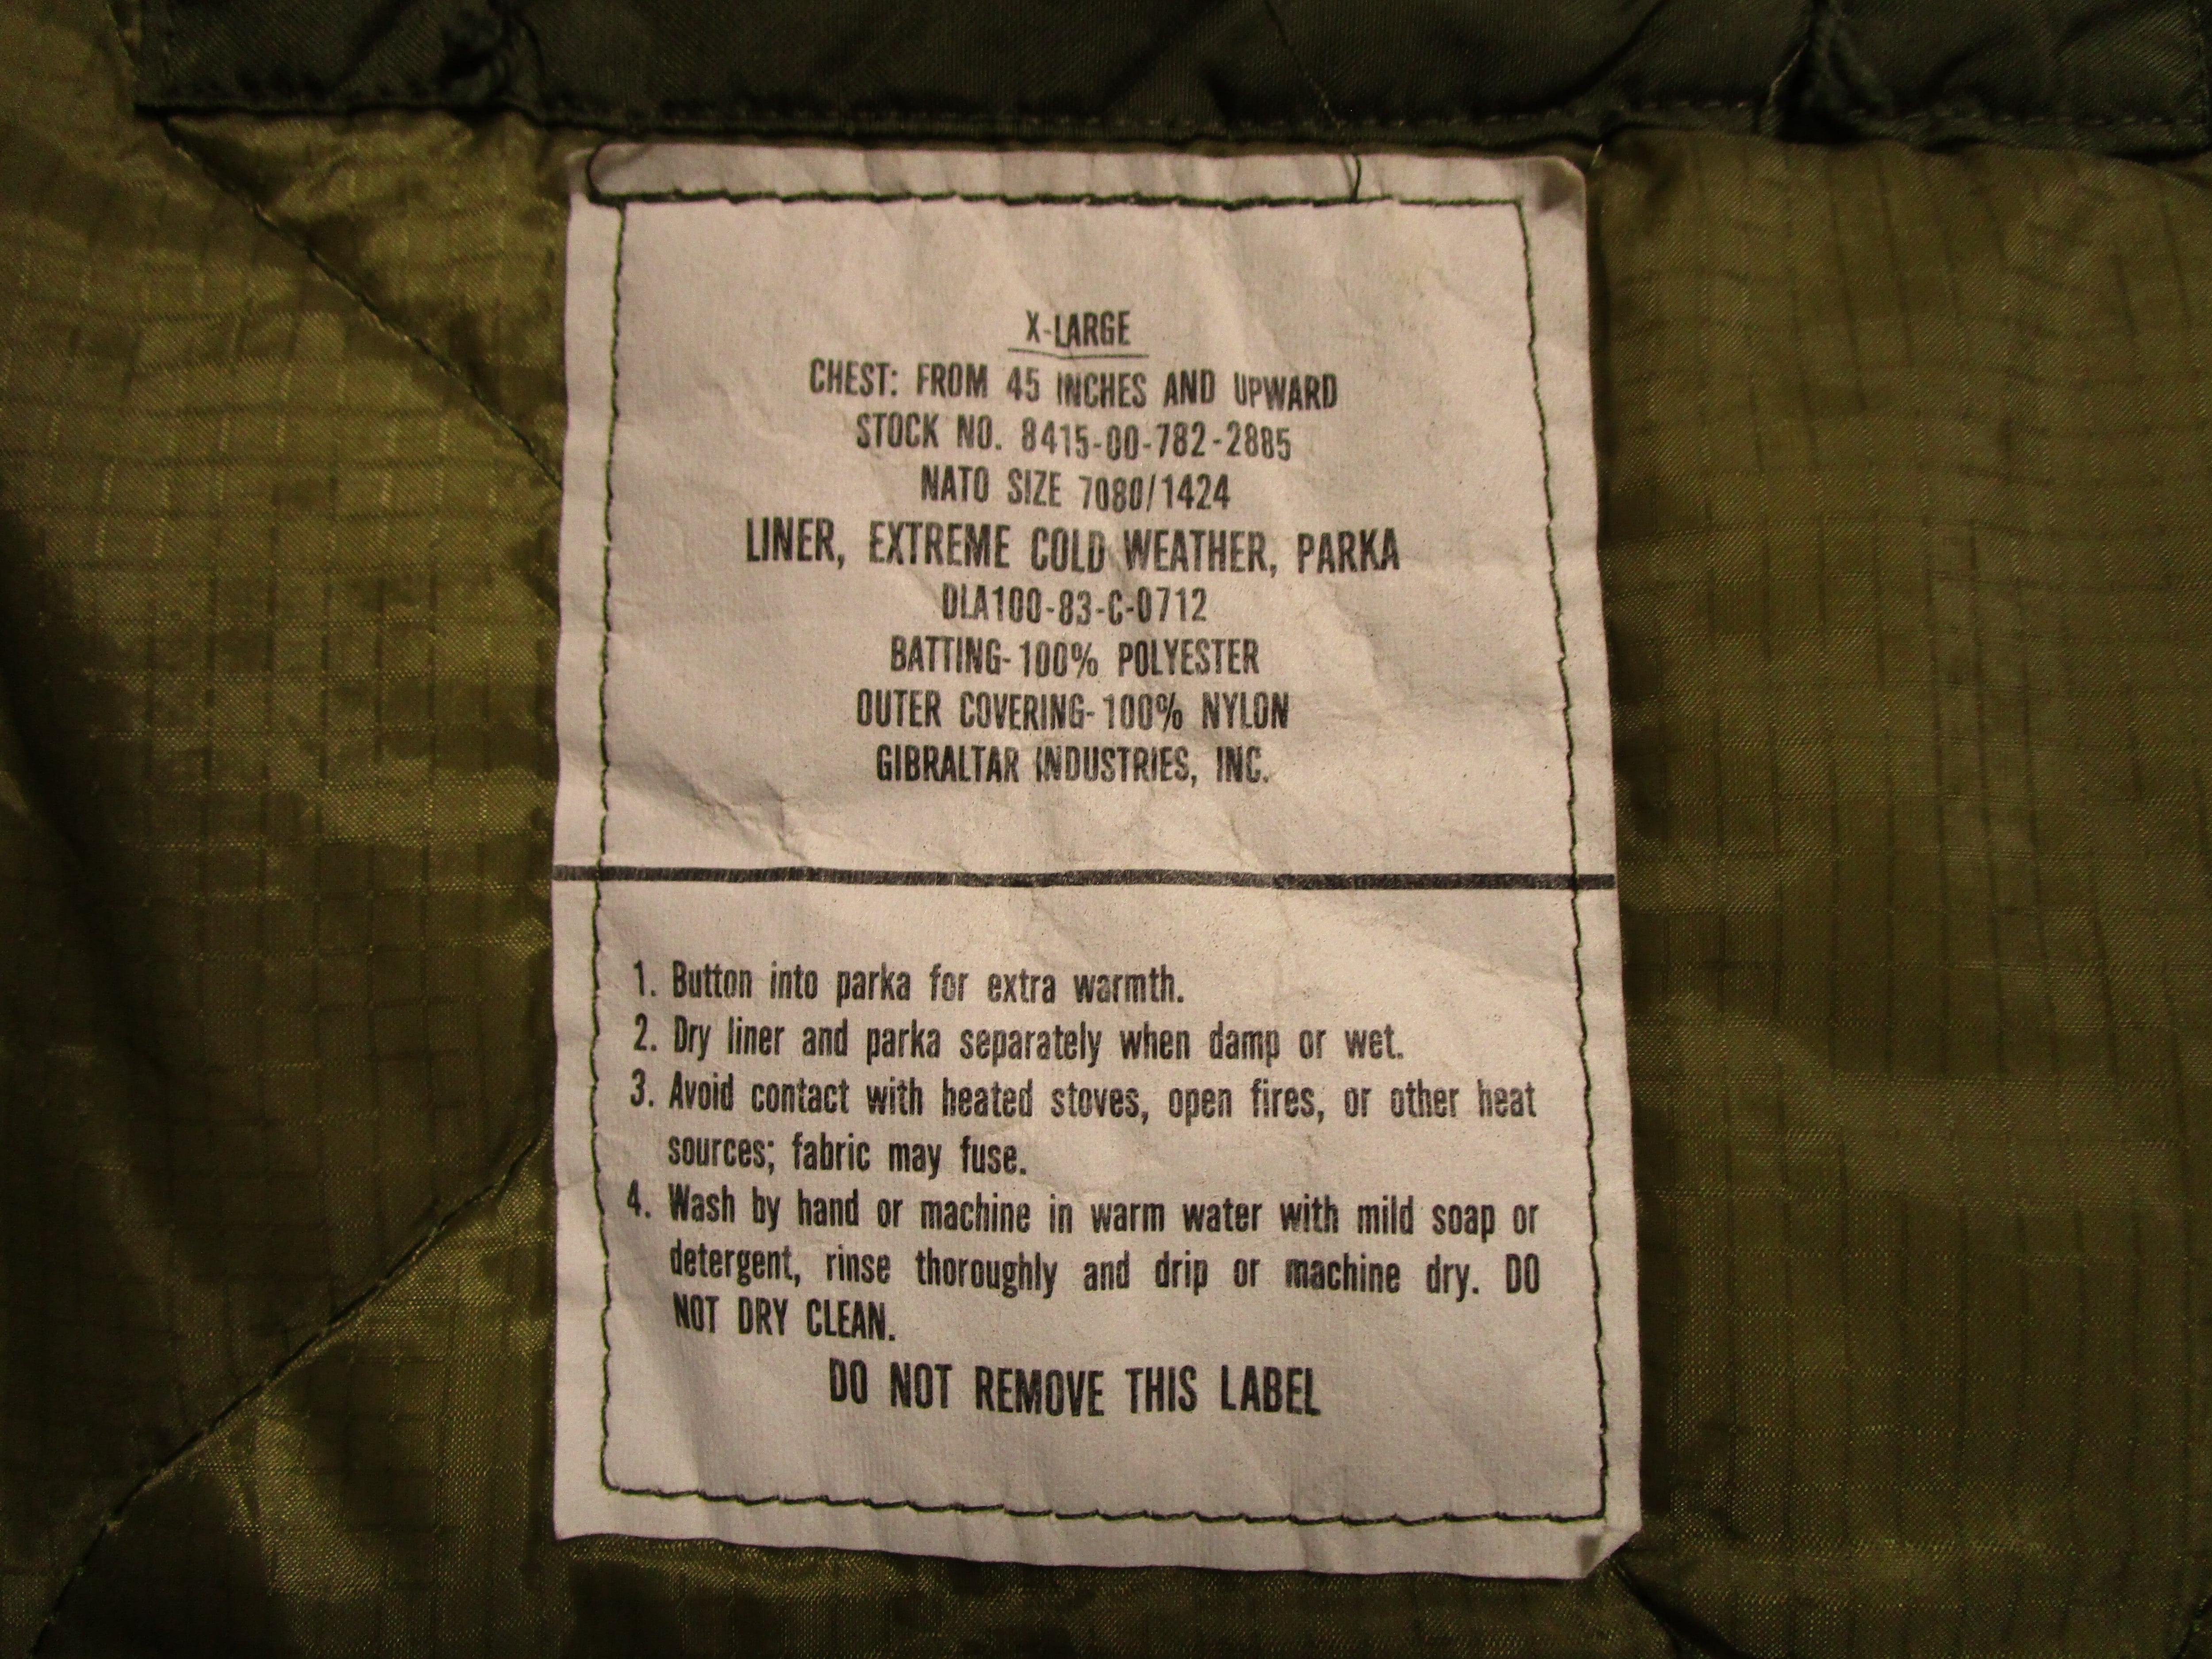 X-LARGE
CHEST: FROM 45 INCHES AND UPWARD
STOCK NO. 8415-00-782-2885
NATO SIZE 7080/1424
LINER, EXTREME COLD WEATHER, PARKA
DLA100-83-C-0712
BATTING-100% POLYESTER
OUTER COVERING-100% NYLON
GIBRALTAR INDUSTRIES, INC.
1. Button into parka for extra warmth.
2. Dry liner and parka separately when damp or wet.
3. Avoid contact with heated stoves, open fires, or other heat
sources; fabric may fuse.
4. Wash by hand or machine in warm water with mild soap or
detergent, rinse thoroughly and drip or machine dry. DO
NOT DRY CLEAN.
DO NOT REMOVE THIS LABEL